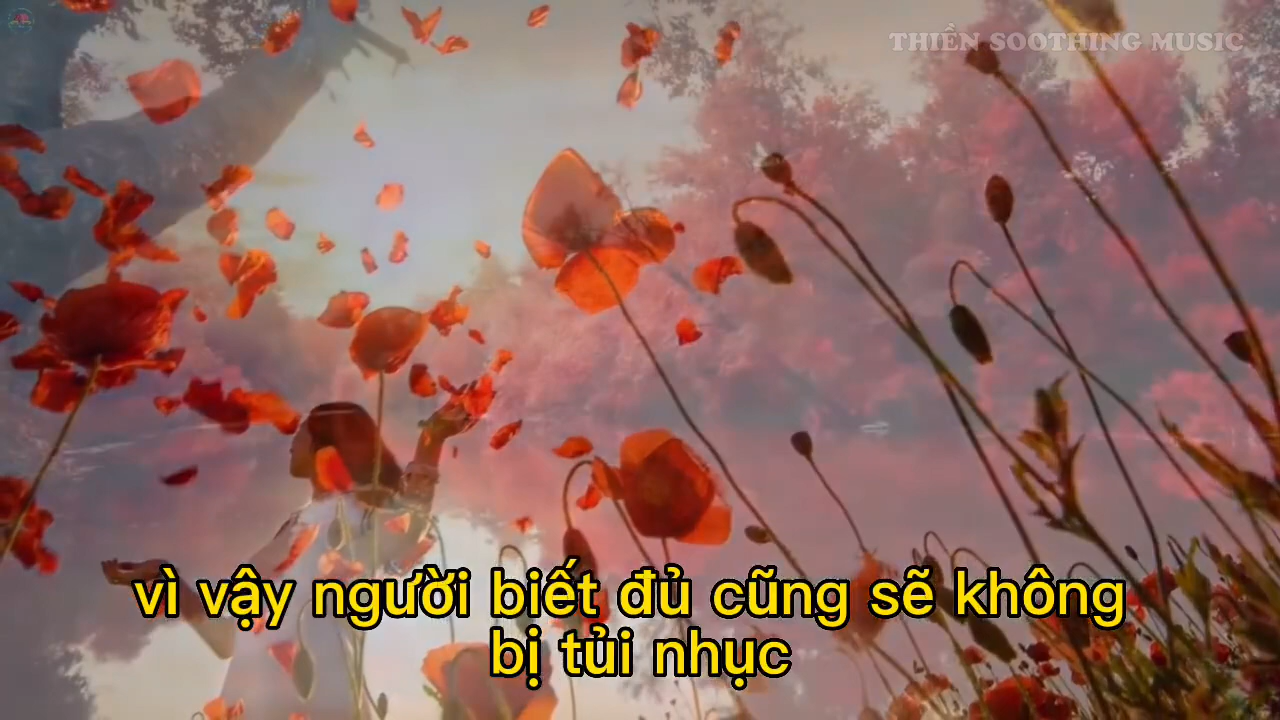 THIỀN SOOTHING MUSIC
vì vậy người biết đủ cũng sẽ không
bị tủi nhục